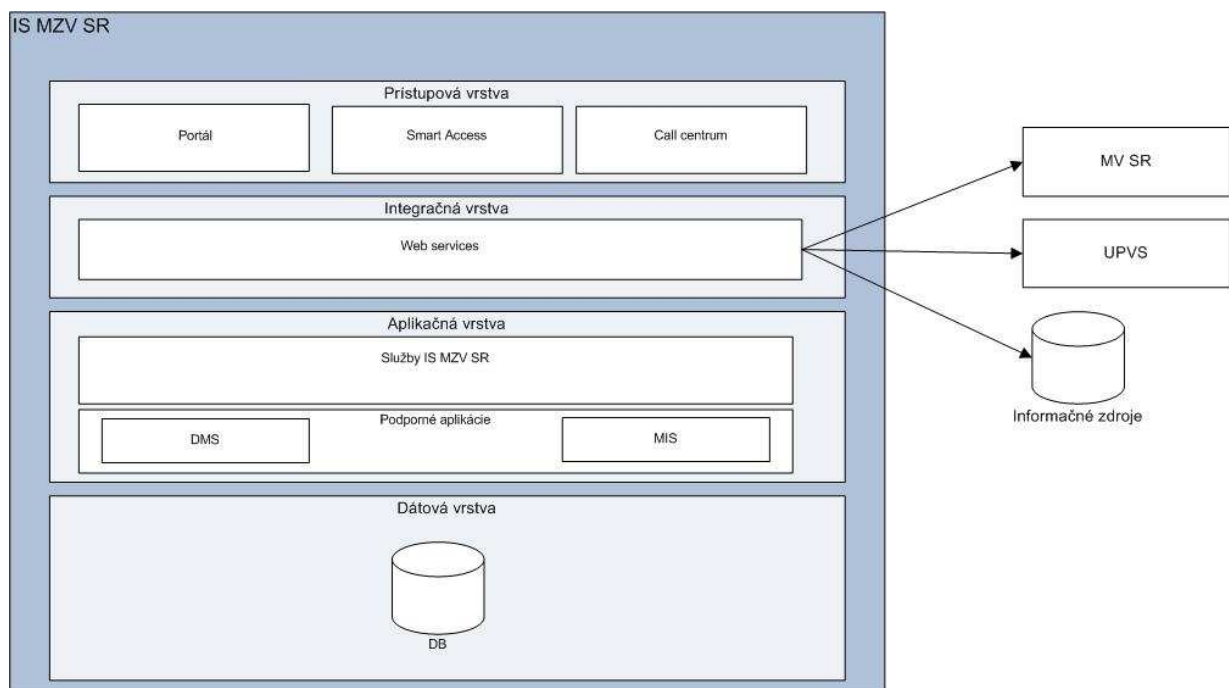 IS MZV SR
Prístupová vrstva
Portál
Smart Access
Call centrum
Integračná vrstva
Web services
Aplikačná vrstva
Služby IS MZV SR
Podporné aplikácie
DMS
MIS
Dátová vrstva
DB
MV SR
UPVS
Informačné zdroje